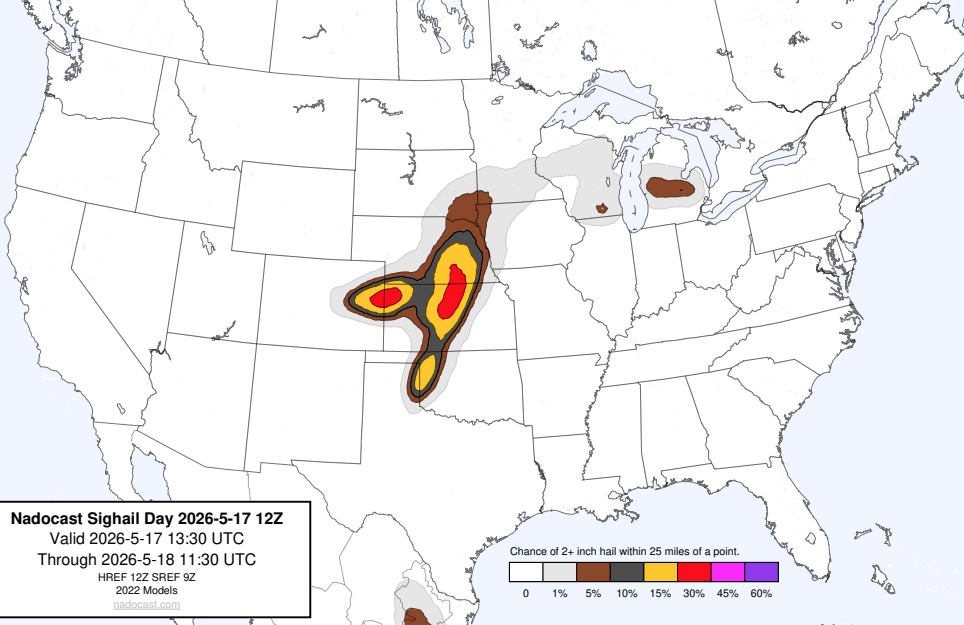 Nadocast Sighail Day 2026-5-17 12Z
Valid 2026-5-17 13:30 UTC
Through 2026-5-18 11:30 UTC
HREF 12Z SREF 9Z
2022 Models
nadocast.com
Chance of 2+ inch hail within 25 miles of a point.
0 1% 5% 10% 15% 30% 45% 60%